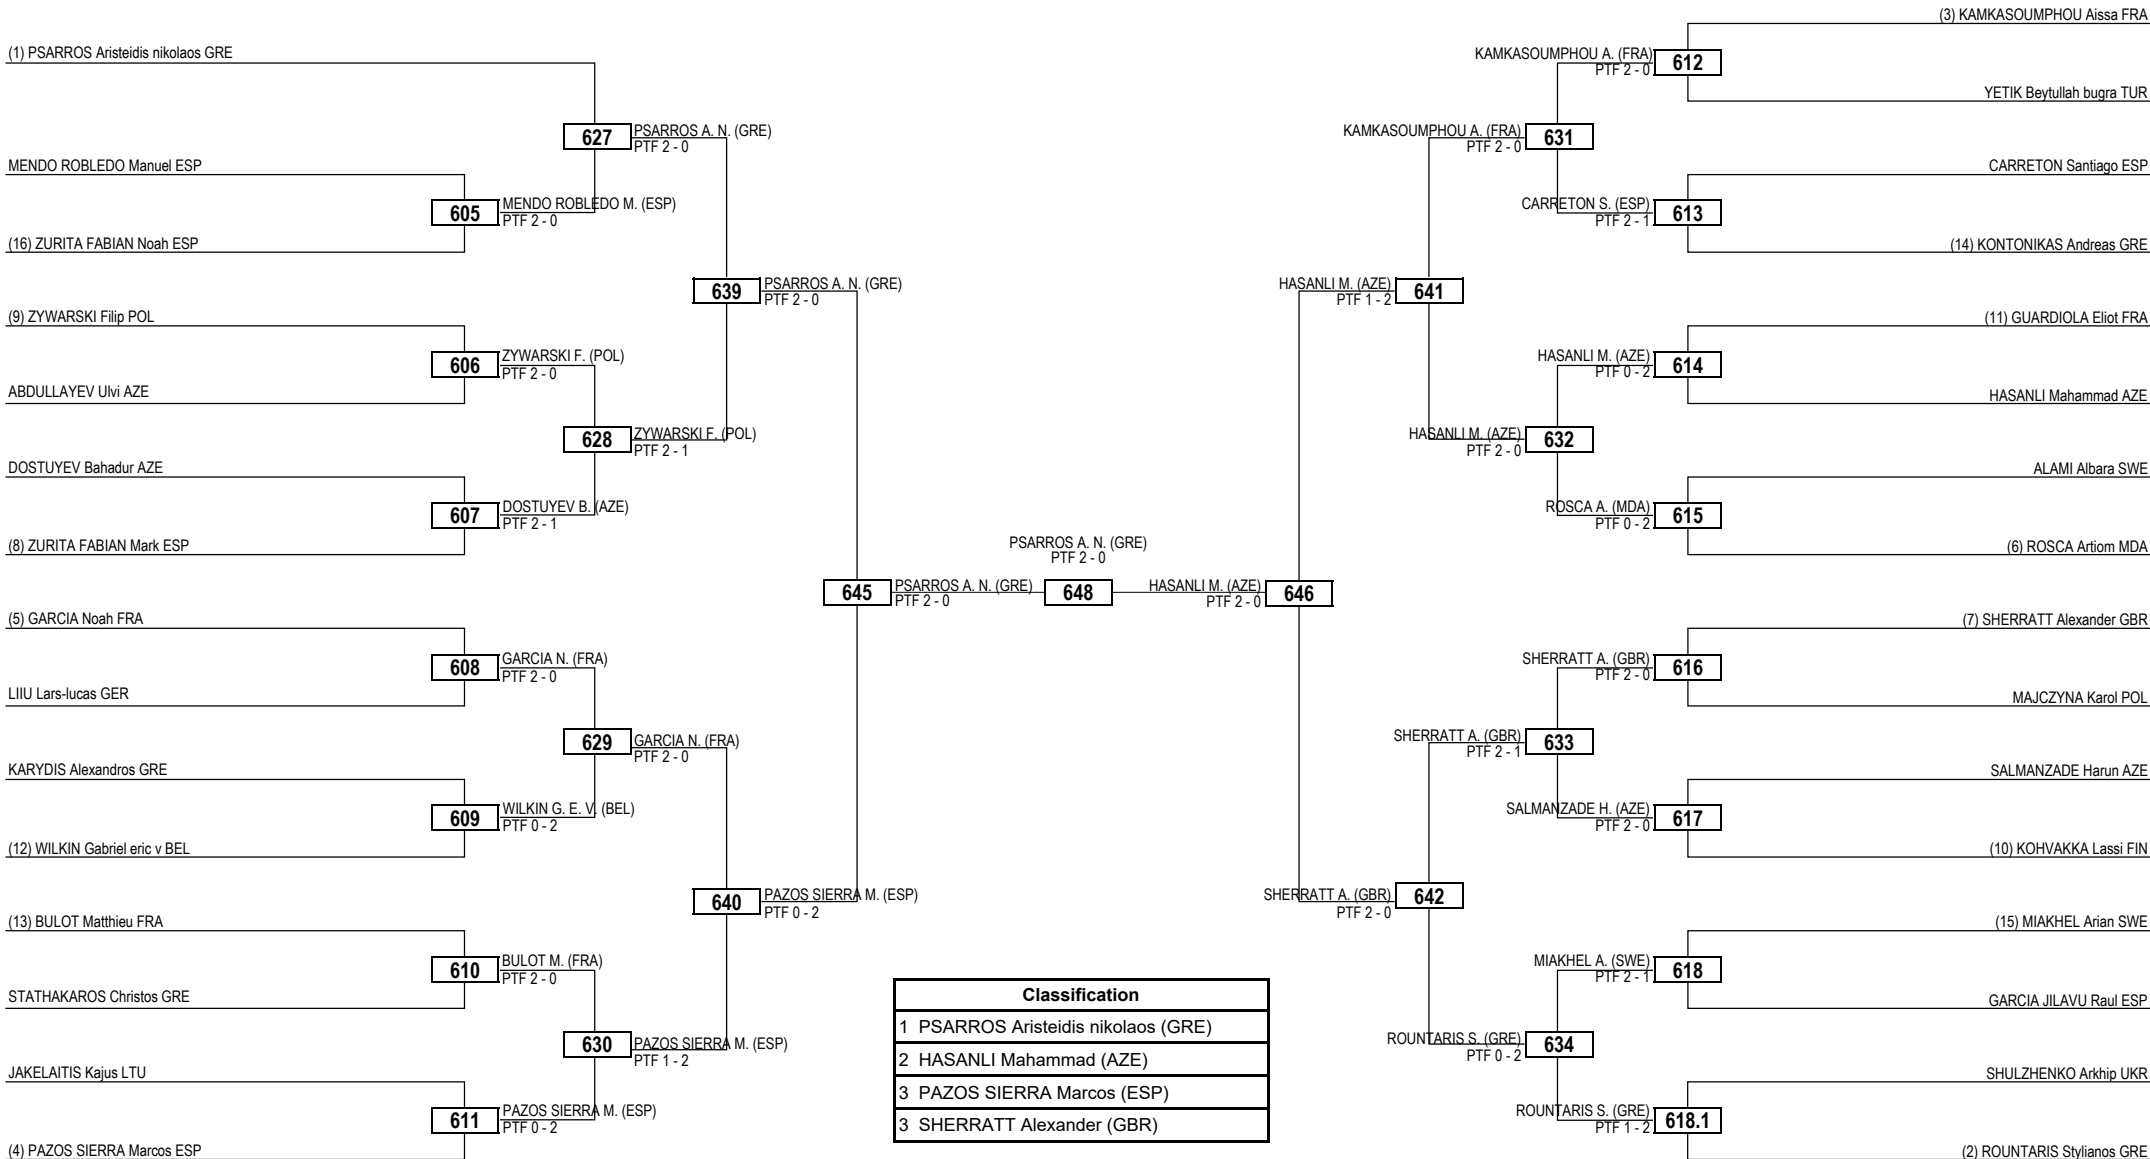 (3) KAMKASOUMPHOU Aissa FRA
(1) PSARROS Aristeidis nikolaos GRE
KAMKASOUMPHOU A. (FRA)
PTF 2 - 0
612
YETIK Beytullah bugra TUR
627
PSARROS A. N. (GRE)
PTF 2 - 0
KAMKASOUMPHOU A. (FRA)
PTF 2 - 0
631
MENDO ROBLEDO Manuel ESP
CARRETON Santiago ESP
605
MENDO ROBLEDO M. (ESP)
PTF 2 - 0
CARRETON S. (ESP)
PTF 2 - 1
613
(16) ZURITA FABIAN Noah ESP
(14) KONTONIKAS Andreas GRE
639
PSARROS A. N. (GRE)
PTF 2 - 0
HASANLI M. (AZE)
PTF 1 - 2
641
(9) ZYWARSKI Filip POL
(11) GUARDIOLA Eliot FRA
606
ZYWARSKI F. (POL)
PTF 2 - 0
HASANLI M. (AZE)
PTF 0 - 2
614
ABDULLAYEV Ulvi AZE
HASANLI Mahammad AZE
628
ZYWARSKI F. (POL)
PTF 2 - 1
HASANLI M. (AZE)
PTF 2 - 0
632
DOSTUYEV Bahadur AZE
ALAMI Albara SWE
607
DOSTUYEV B. (AZE)
PTF 2 - 1
ROSCA A. (MDA)
PTF 0 - 2
615
(8) ZURITA FABIAN Mark ESP
(6) ROSCA Artiom MDA
PSARROS A. N. (GRE)
PTF 2 - 0
645
PSARROS A. N. (GRE)
PTF 2 - 0
648
HASANLI M. (AZE)
PTF 2 - 0
646
(5) GARCIA Noah FRA
(7) SHERRATT Alexander GBR
608
GARCIA N. (FRA)
PTF 2 - 0
SHERRATT A. (GBR)
PTF 2 - 0
616
LIIU Lars-lucas GER
MAJCZYNA Karol POL
629
GARCIA N. (FRA)
PTF 2 - 0
SHERRATT A. (GBR)
PTF 2 - 1
633
KARYDIS Alexandros GRE
SALMANZADE Harun AZE
609
WILKIN G. E. V. (BEL)
PTF 0 - 2
SALMANZADE H. (AZE)
PTF 2 - 0
617
(12) WILKIN Gabriel eric v BEL
(10) KOHVAKKA Lassi FIN
640
PAZOS SIERRA M. (ESP)
PTF 0 - 2
SHERRATT A. (GBR)
PTF 2 - 0
642
(13) BULOT Matthieu FRA
(15) MIAKHEL Arian SWE
610
BULOT M. (FRA)
PTF 2 - 0
MIAKHEL A. (SWE)
PTF 2 - 1
618
STATHAKAROS Christos GRE
GARCIA JILAVU Raul ESP
630
PAZOS SIERRA M. (ESP)
PTF 1 - 2
ROUNTARIS S. (GRE)
PTF 0 - 2
634
JAKELAITIS Kajus LTU
SHULZHENKO Arkhip UKR
611
PAZOS SIERRA M. (ESP)
PTF 0 - 2
ROUNTARIS S. (GRE)
PTF 1 - 2
618.1
(4) PAZOS SIERRA Marcos ESP
(2) ROUNTARIS Stylianos GRE
Classification
1 PSARROS Aristeidis nikolaos (GRE)
2 HASANLI Mahammad (AZE)
3 PAZOS SIERRA Marcos (ESP)
3 SHERRATT Alexander (GBR)